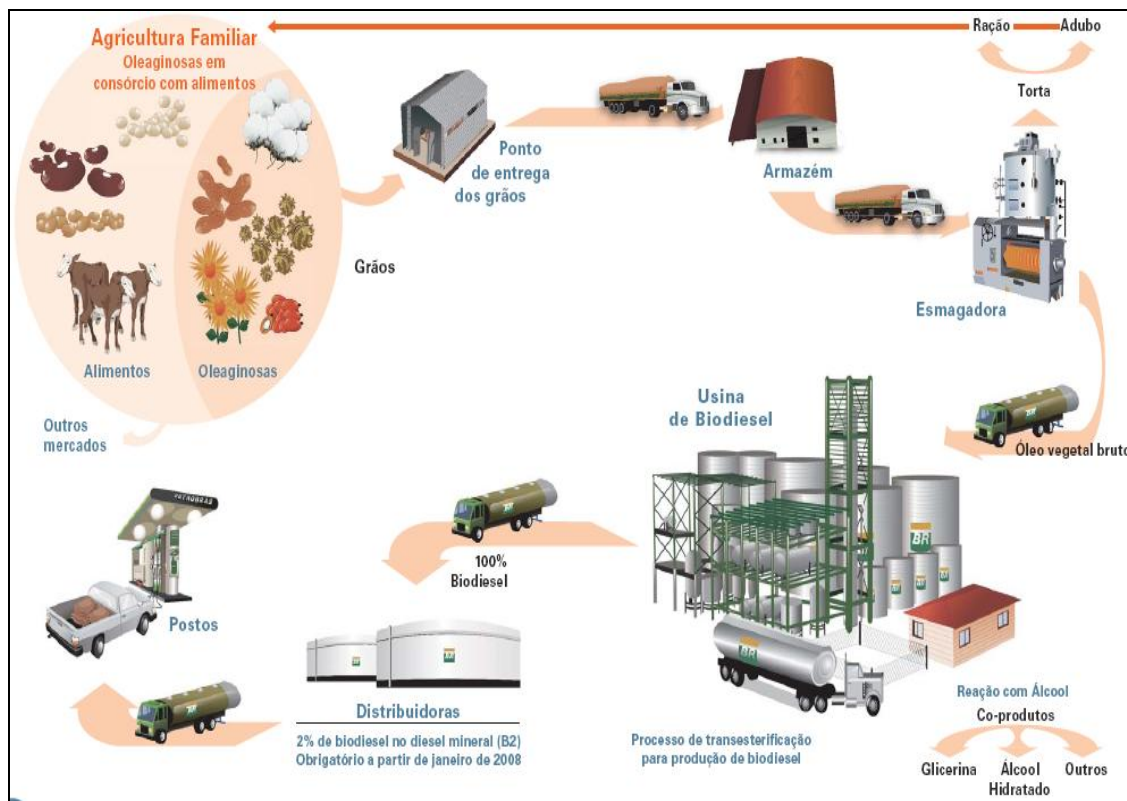 Agricultura Familiar
Oleaginosas em
consórcio com alimentos
Alimentos
Oleaginosas
Outros
mercados
Grãos
Ponto
de entrega
dos grãos
Armazém
Ração
Adubo
Torta
Esmagadora
Óleo vegetal bruto
Usina
de Biodiesel
BR
BR
Processo de transesterificação
para produção de biodiesel
Reação com Álcool
Co-produtos
Glicerina
Álcool
Hidratado
Outros
100%
Biodiesel
Distribuidoras
2% de biodiesel no diesel mineral (B2)
Obrigatório a partir de janeiro de 2008
PETROBRAS
Postos